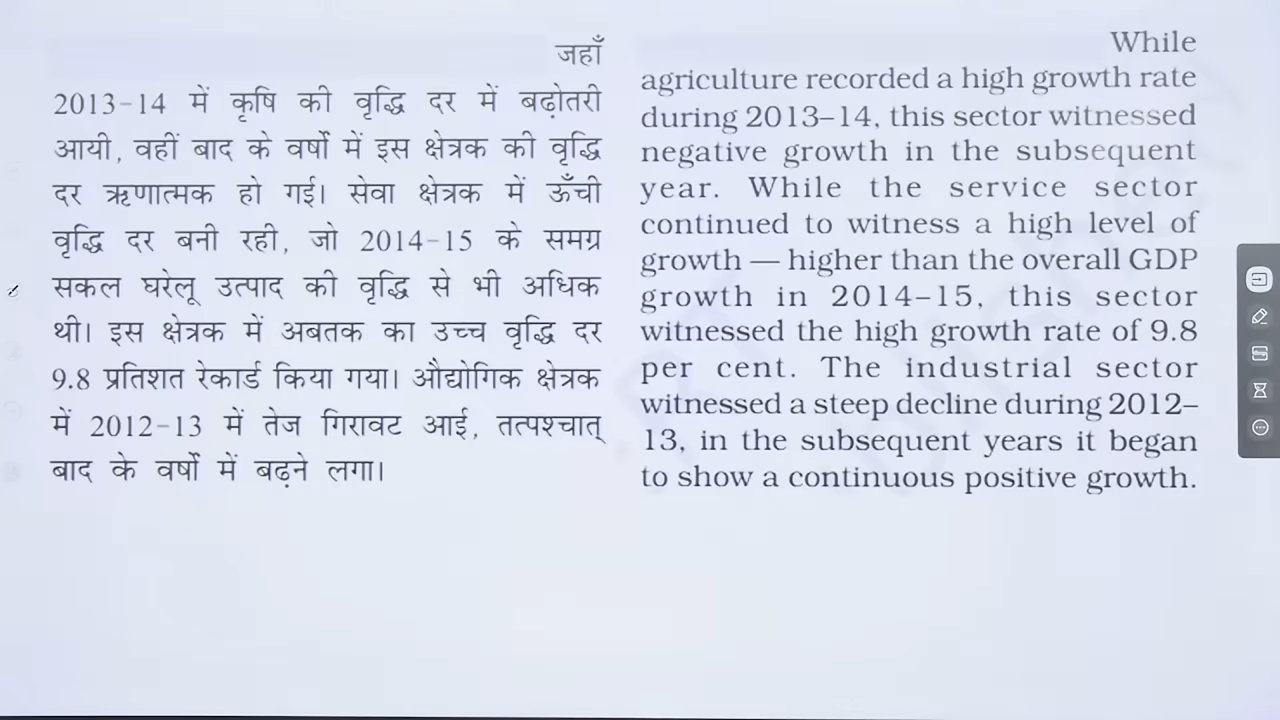 जहाँ
2013-14 में कृषि की वृद्धि दर में बढ़ोतरी
आयी, वहीं बाद के वर्षों में इस क्षेत्रक की वृद्धि
दर ऋणात्मक हो गई। सेवा क्षेत्रक में ऊँची
वृद्धि दर बनी रही, जो 2014-15 के समग्र
सकल घरेलू उत्पाद की वृद्धि से भी अधिक
थी। इस क्षेत्रक में अबतक का उच्च वृद्धि दर
9.8 प्रतिशत रेकार्ड किया गया। औद्योगिक क्षेत्रक
में 2012-13 में तेज गिरावट आई, तत्पश्चात्
बाद के वर्षों में बढ़ने लगा।
While
agriculture recorded a high growth rate
during 2013–14, this sector witnessed
negative growth in the subsequent
year. While the service sector
continued to witness a high level of
growth — higher than the overall GDP
growth in 2014–15, this sector
witnessed the high growth rate of 9.8
per cent. The industrial sector
witnessed a steep decline during 2012–
13, in the subsequent years it began
to show a continuous positive growth.